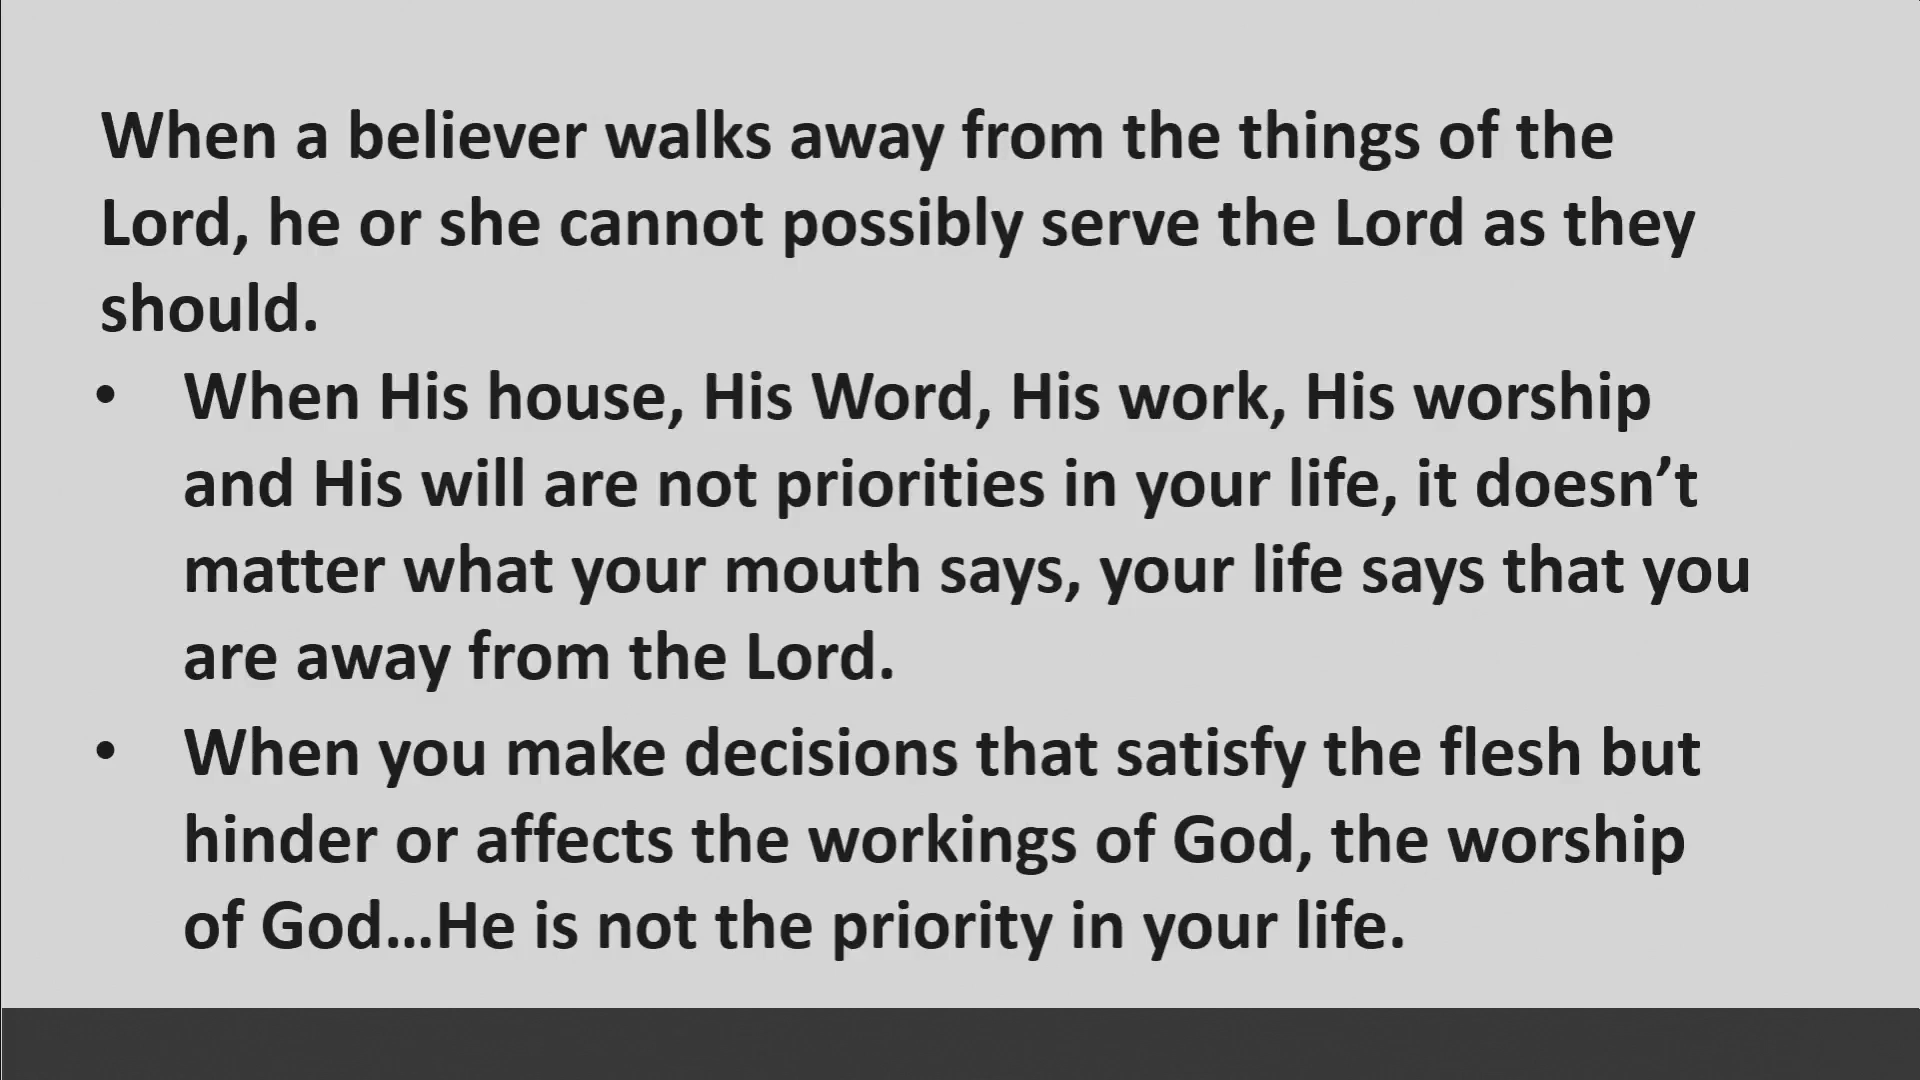 When a believer walks away from the things of the
Lord, he or she cannot possibly serve the Lord as they
should.
• When His house, His Word, His work, His worship
and His will are not priorities in your life, it doesn’t
matter what your mouth says, your life says that you
are away from the Lord.
• When you make decisions that satisfy the flesh but
hinder or affects the workings of God, the worship
of God…He is not the priority in your life.